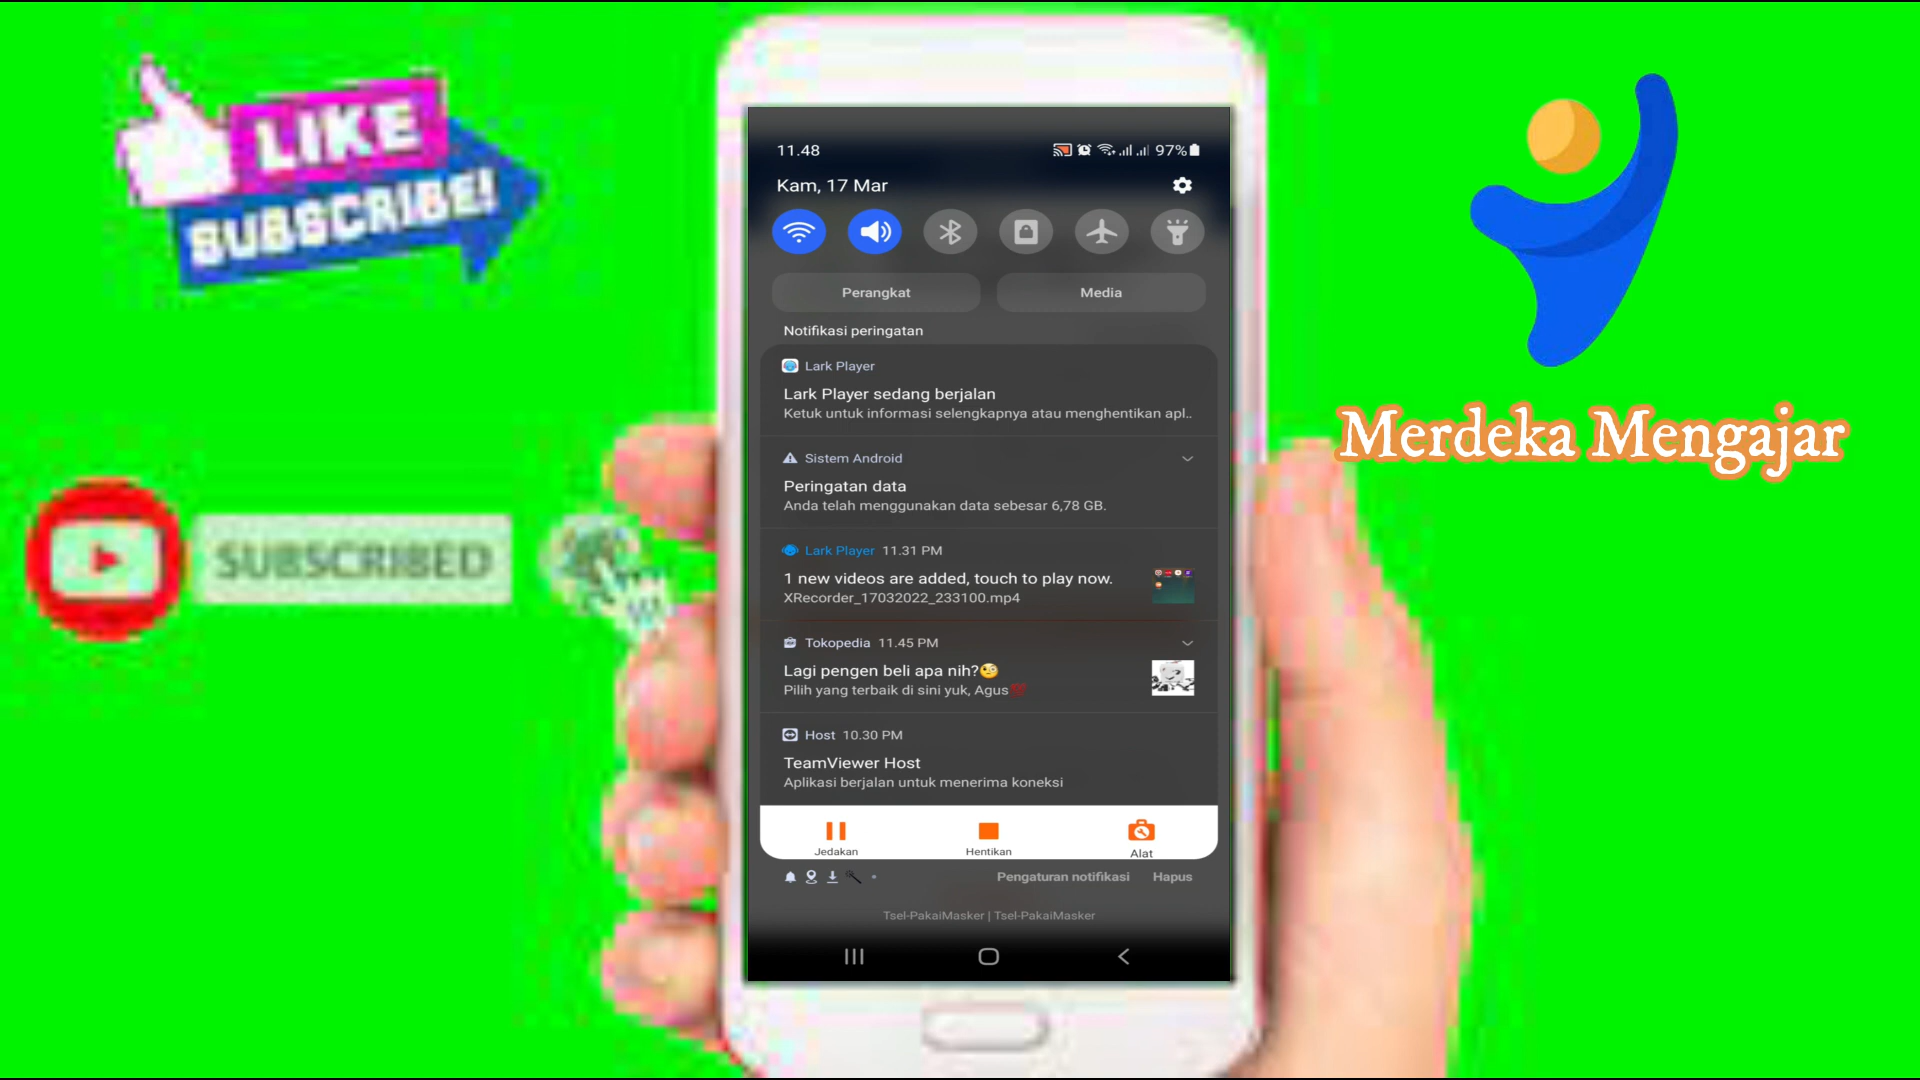 LIKE
SUBSCRIBE!
SUBSCRIBED
11.48
97%
Kam, 17 Mar
Perangkat
Media
Notifikasi peringatan
Lark Player
Lark Player sedang berjalan
Ketuk untuk informasi selengkapnya atau menghentikan apl..
Sistem Android
Peringatan data
Anda telah menggunakan data sebesar 6,78 GB.
Lark Player 11.31 PM
1 new videos are added, touch to play now.
XRecorder_17032022_233100.mp4
Tokopedia 11.45 PM
Lagi pengen beli apa nih?🧐
Pilih yang terbaik di sini yuk, Agus💯
Host 10.30 PM
TeamViewer Host
Aplikasi berjalan untuk menerima koneksi
Jedakan
Hentikan
Alat
Pengaturan notifikasi
Hapus
Tsel-PakaiMasker | Tsel-PakaiMasker
Merdeka Mengajar